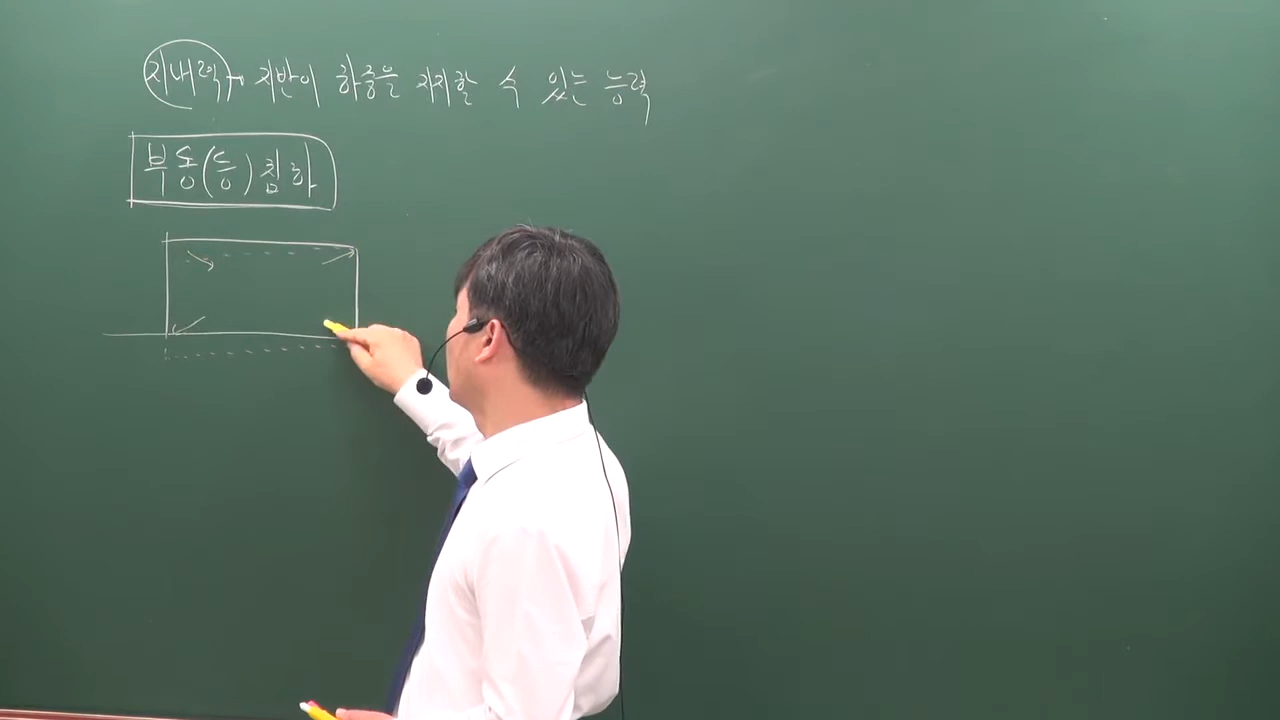 지내력 → 지반이 하중을 지지할 수 있는 능력
부동(등)침하